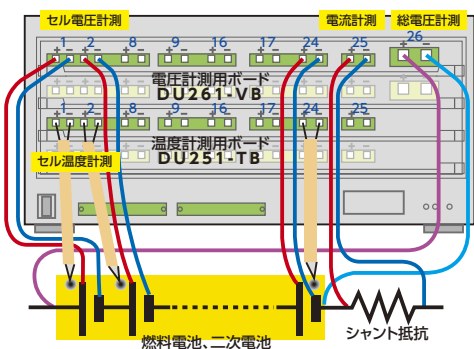 セル電圧計測 電流計測 総電圧計測
26
1 2 8 9 16 17 24 25
+ - + - + - + - + - + - + - + - + -
電圧計測用ボード
DU261-VB
1 2 8 9 16 17 24 25
温度計測用ボード
DU251-TB
セル温度計測
燃料電池、二次電池
シャント抵抗